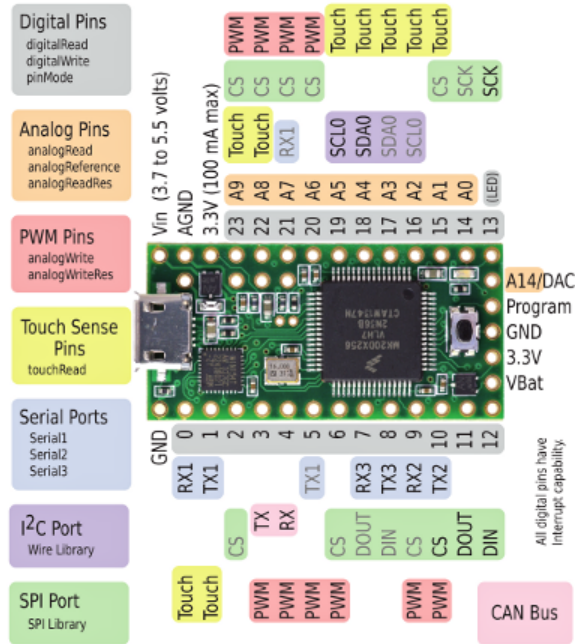 Digital Pins
digitalRead
digitalWrite
pinMode
Analog Pins
analogRead
analogReference
analogReadRes
PWM Pins
analogWrite
analogWriteRes
Touch Sense
Pins
touchRead
Serial Ports
Serial1
Serial2
Serial3
I²C Port
Wire Library
SPI Port
SPI Library
PWM PWM PWM PWM Touch Touch Touch Touch Touch
CS CS CS CS CS SCK SCK
Touch Touch RX1 SCL0 SDA0 SDA0 SCL0
A9 A8 A7 A6 A5 A4 A3 A2 A1 A0 (LED)
Vin (3.7 to 5.5 volts)
AGND
3.3V (100 mA max)
23 22 21 20 19 18 17 16 15 14 13
MK20DX256
VLH7
2N36B
A14/DAC
Program
GND
3.3V
VBat
GND 0 1 2 3 4 5 6 7 8 9 10 11 12
RX1 TX1 TX1 RX3 TX3 RX2 TX2
CS TX RX CS DOUT DIN CS CS DOUT DIN
Touch Touch PWM PWM PWM PWM PWM PWM
All digital pins have
Interrupt capability.
CAN Bus